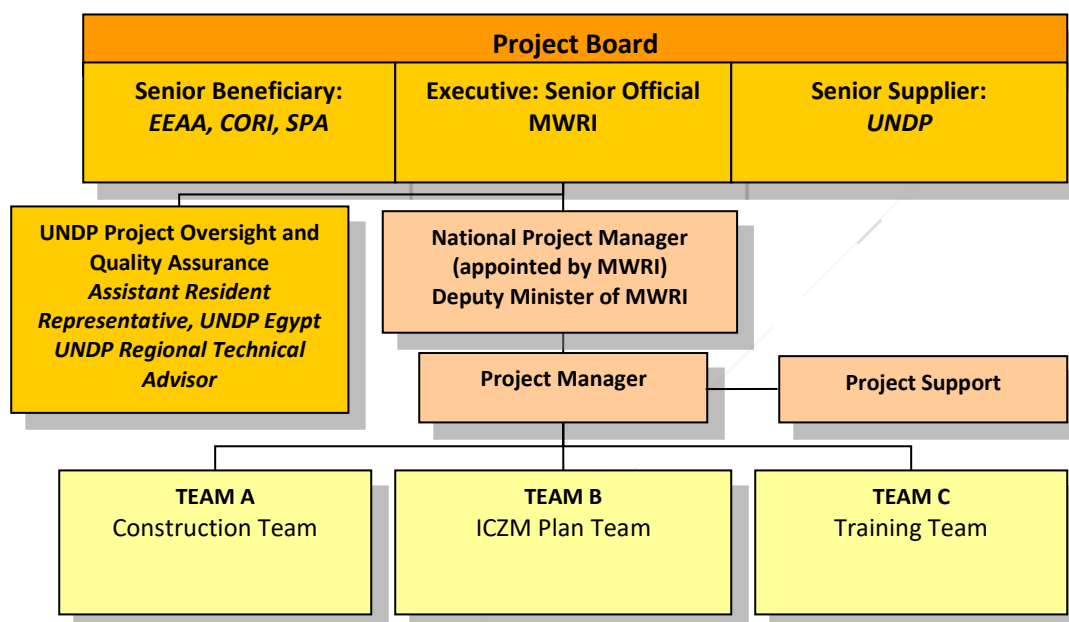 Project Board
Senior Beneficiary:
EEAA, CORI, SPA
Executive: Senior Official
MWRI
Senior Supplier:
UNDP
UNDP Project Oversight and
Quality Assurance
Assistant Resident
Representative, UNDP Egypt
UNDP Regional Technical
Advisor
National Project Manager
(appointed by MWRI)
Deputy Minister of MWRI
Project Manager
Project Support
TEAM A
Construction Team
TEAM B
ICZM Plan Team
TEAM C
Training Team